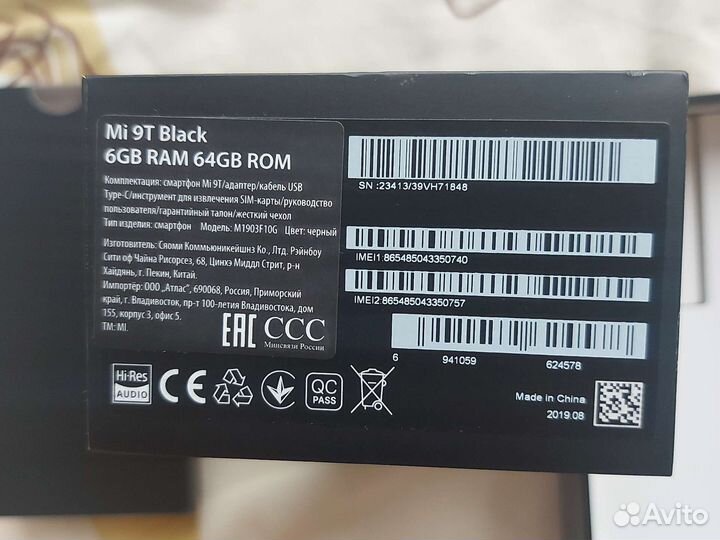 Mi 9T Black
6GB RAM 64GB ROM
Комплектация: смартфон Mi 9T/адаптер/кабель USB
Type-C/инструмент для извлечения SIM-карты/руководство
пользователя/гарантийный талон/жесткий чехол
Тип изделия: смартфон Модель: M1903F10G Цвет: черный
Изготовитель: Сяоми Коммьюникейшнз Ко., Лтд. Рэйнбоу
Сити оф Чайна Рисорсез, 68, Цинхэ Миддл Стрит, р-н
Хайдянь, г. Пекин, Китай.
Импортёр: ООО „Атлас", 690068, Россия, Приморский
край, г. Владивосток, пр-т 100-летия Владивостока, дом
155, корпус 3, офис 5.
ТМ: MI.
EAC
CCC
Минсвязи России
SN :23413/39VH71848
IMEI1:865485043350740
IMEI2:865485043350757
6 941059 624578
Hi-Res
AUDIO
CE
QC
PASS
Made in China
2019.08
Avito